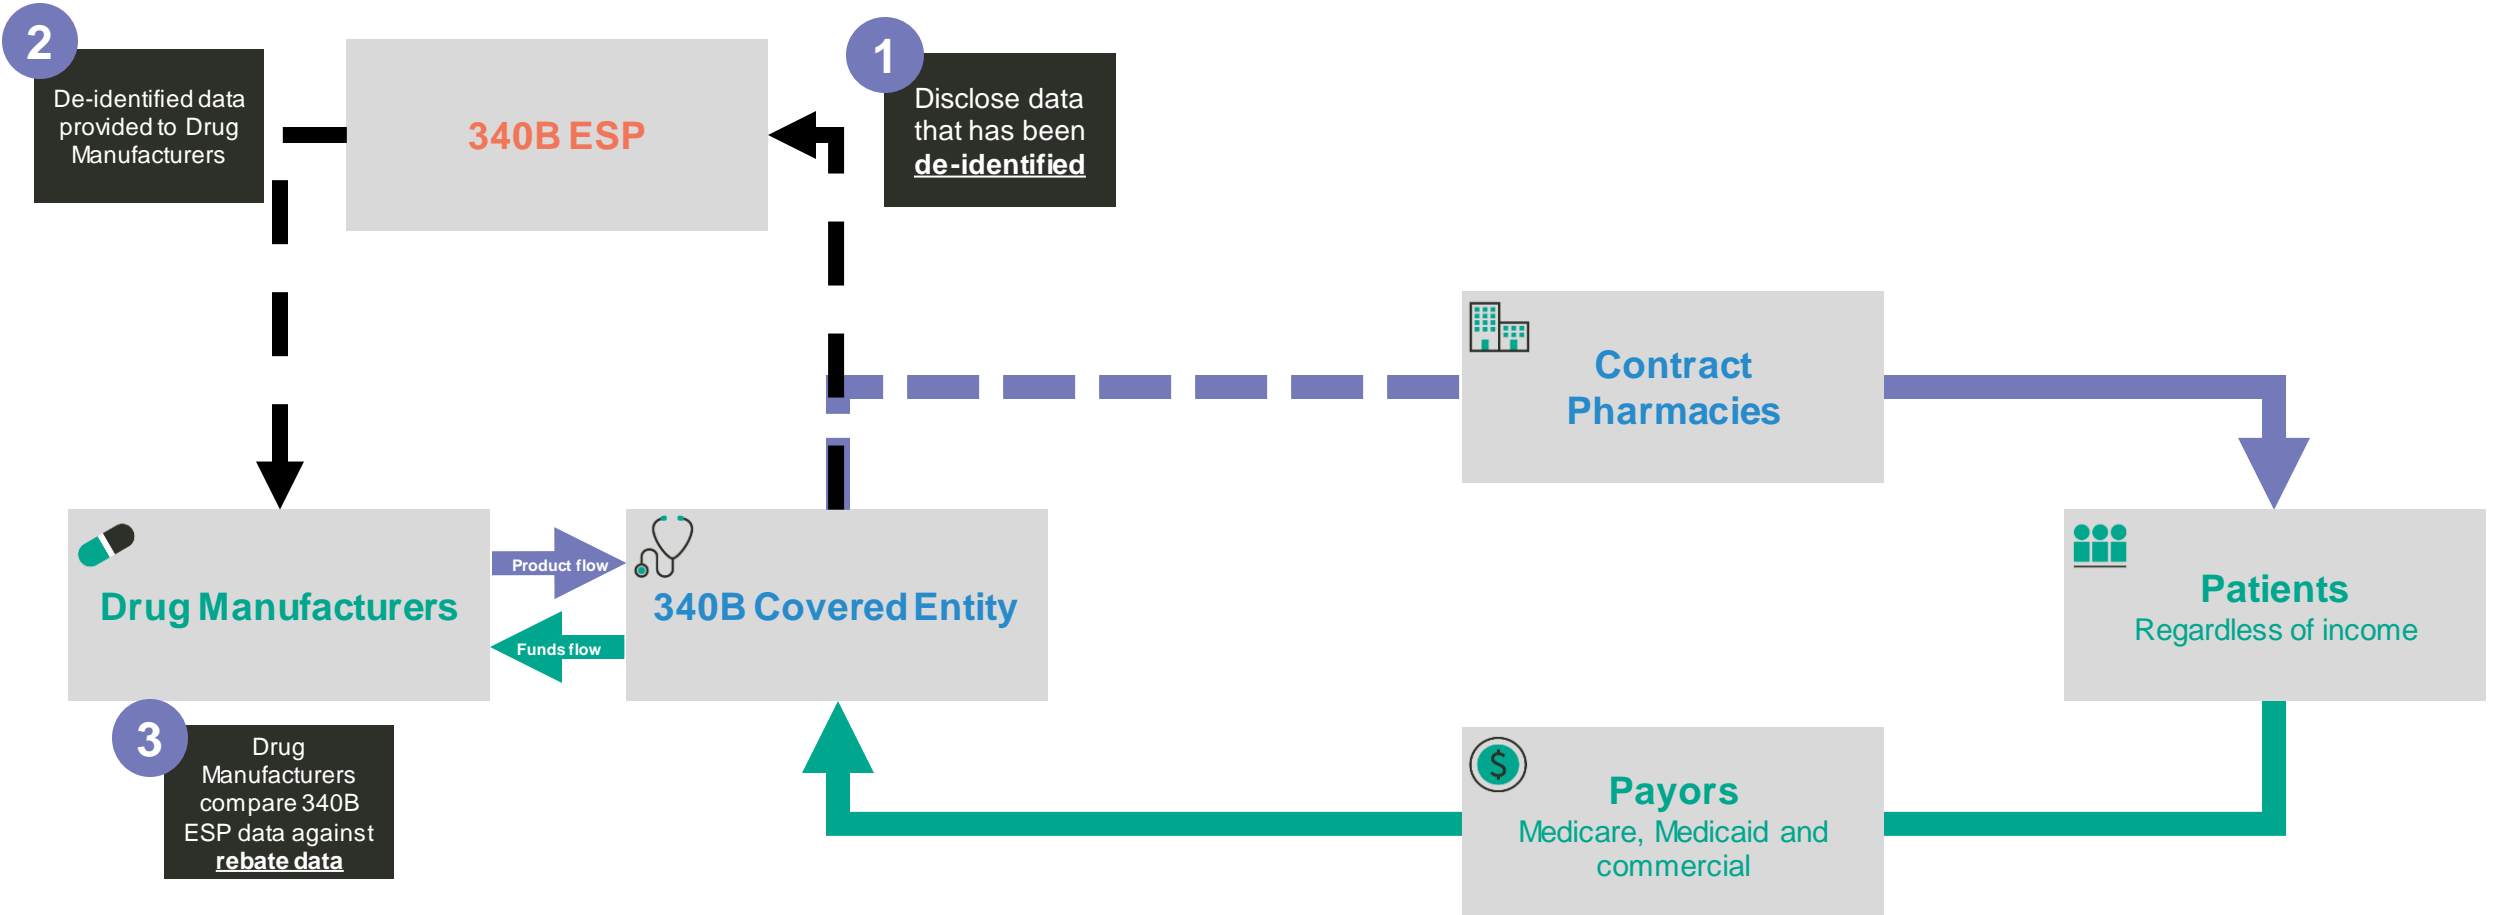 2
De-identified data
provided to Drug
Manufacturers
340B ESP
1
Disclose data
that has been
de-identified
Contract
Pharmacies
Drug Manufacturers
Product flow
Funds flow
340B Covered Entity
Patients
Regardless of income
3
Drug
Manufacturers
compare 340B
ESP data against
rebate data
$
Payors
Medicare, Medicaid and
commercial